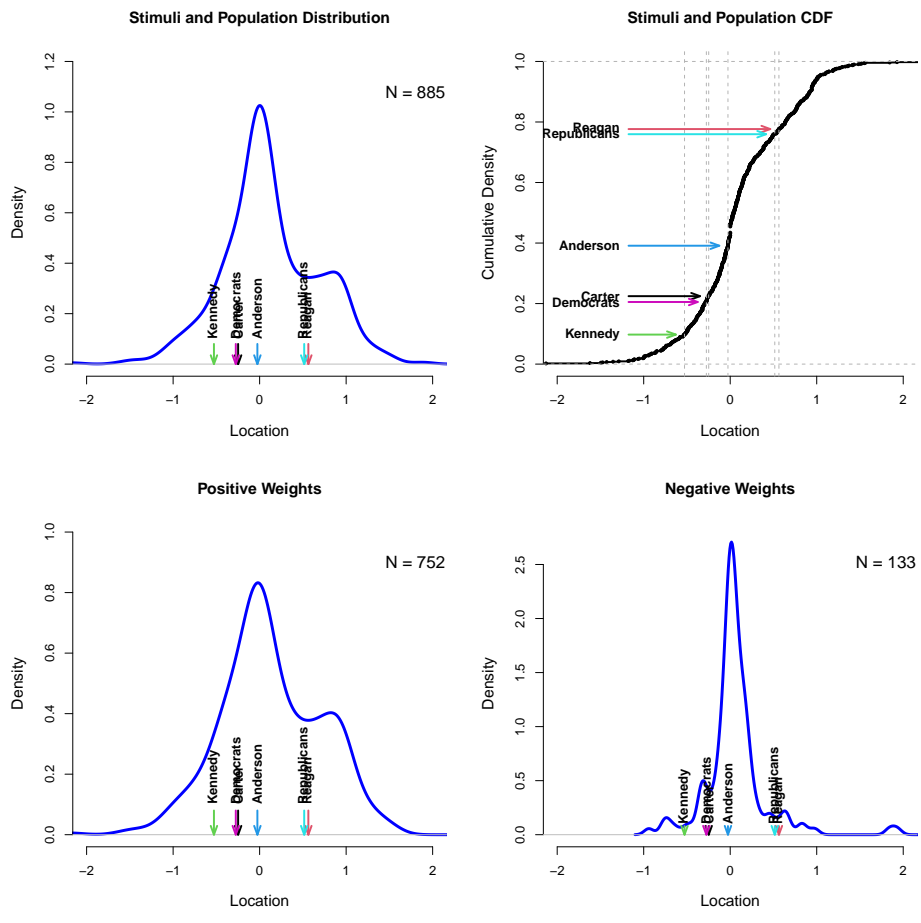 Stimuli and Population Distribution
N = 885
Density
0.0
0.2
0.4
0.6
0.8
1.0
1.2
Kennedy
Democrats
Carter
Anderson
Republicans
Reagan
−2
−1
0
1
2
Location
Stimuli and Population CDF
Cumulative Density
0.0
0.2
0.4
0.6
0.8
1.0
Reagan
Republicans
Anderson
Carter
Democrats
Kennedy
−2
−1
0
1
2
Location
Positive Weights
N = 752
Density
0.0
0.2
0.4
0.6
0.8
1.0
Kennedy
Democrats
Carter
Anderson
Republicans
Reagan
−2
−1
0
1
2
Location
Negative Weights
N = 133
Density
0.0
0.5
1.0
1.5
2.0
2.5
Kennedy
Democrats
Carter
Anderson
Republicans
Reagan
−2
−1
0
1
2
Location